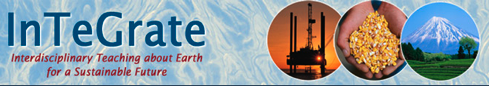 InTeGrate
Interdisciplinary Teaching about Earth
for a Sustainable Future